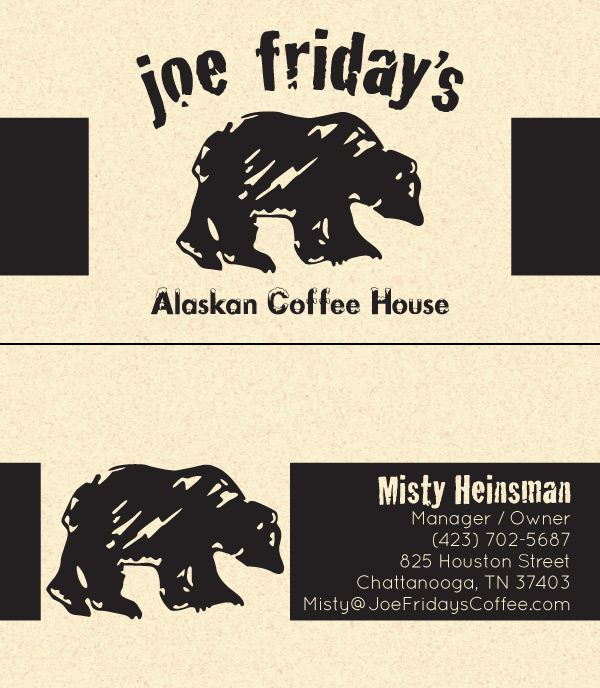 joe friday's
Alaskan Coffee House
Misty Heinsman
Manager / Owner
(423) 702-5687
825 Houston Street
Chattanooga, TN 37403
Misty@JoeFridaysCoffee.com